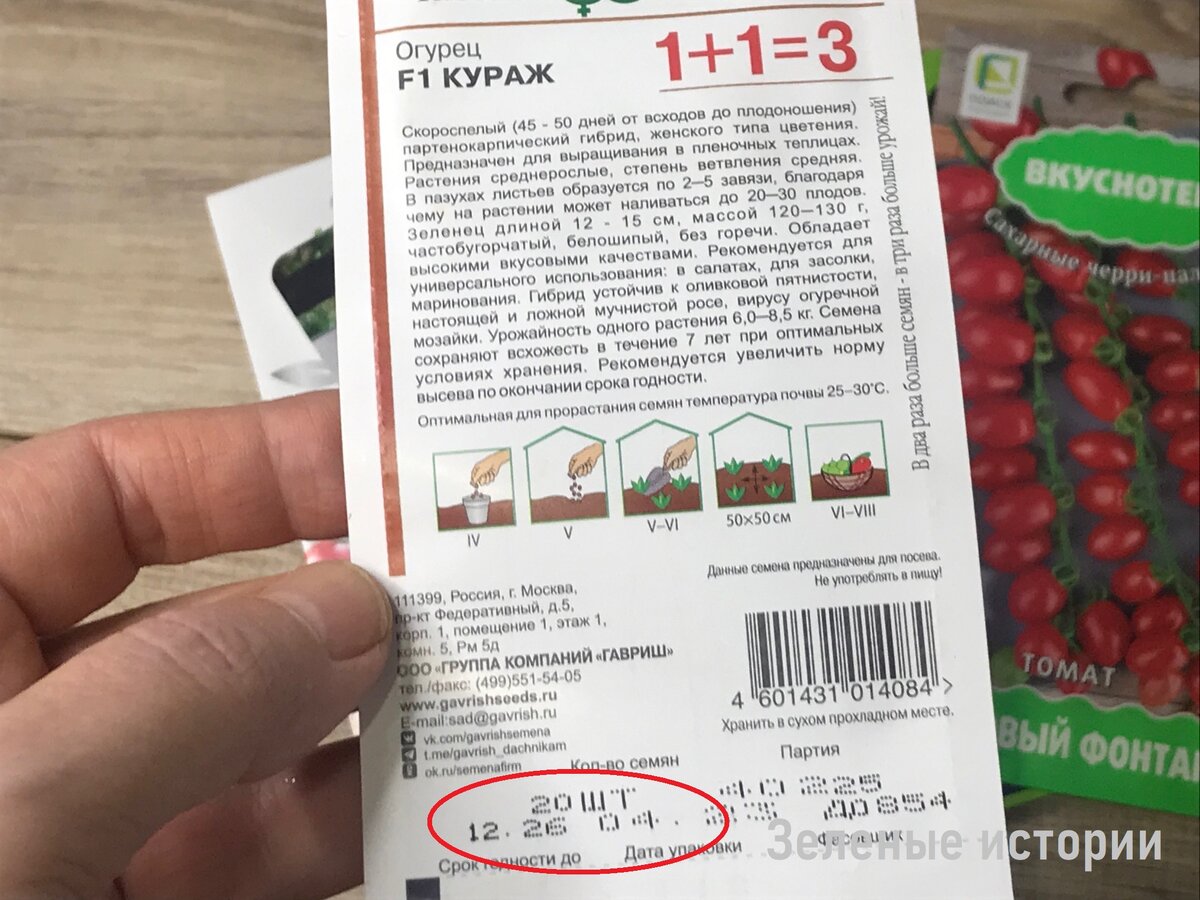 Огурец
F1 КУРАЖ
1+1=3
Скороспелый (45 - 50 дней от всходов до плодоношения)
партенокарпический гибрид, женского типа цветения.
Предназначен для выращивания в пленочных теплицах.
Растения среднерослые, степень ветвления средняя.
В пазухах листьев образуется по 2–5 завязи, благодаря
чему на растении может наливаться до 20–30 плодов.
Зеленец длиной 12 - 15 см, массой 120–130 г,
частобугорчатый, белошипый, без горечи. Обладает
высокими вкусовыми качествами. Рекомендуется для
универсального использования: в салатах, для засолки,
маринования. Гибрид устойчив к оливковой пятнистости,
настоящей и ложной мучнистой росе, вирусу огуречной
мозайки. Урожайность одного растения 6,0–8,5 кг. Семена
сохраняют всхожесть в течение 7 лет при оптимальных
условиях хранения. Рекомендуется увеличить норму
высева по окончании срока годности.
Оптимальная для прорастания семян температура почвы 25–30°С.
В два раза больше семян - в три раза больше урожай!
IV
V
V–VI
50×50 см
VI–VIII
Данные семена предназначены для посева.
Не употреблять в пищу!
111399, Россия, г. Москва,
пр-кт Федеративный, д.5,
корп. 1, помещение 1, этаж 1,
комн. 5, Рм 5д
ООО «ГРУППА КОМПАНИЙ «ГАВРИШ»
тел./факс: (499)551-54-05
www.gavrishseeds.ru
E-mail:sad@gavrish.ru
vk.com/gavrishsemena
t.me/gavrish_dachnikam
ok.ru/semenafirm
4 601431 014084 >
Хранить в сухом прохладном месте.
Кол-во семян
Партия
20 ШТ
12. 26 04.
Срок годности до
Дата упаковки
Фасовщик
ПОИСК
ВКУСНОТЕ
Сахарные черри-пал
ТОМАТ
ВЫЙ ФОНТА
Зеленые истории